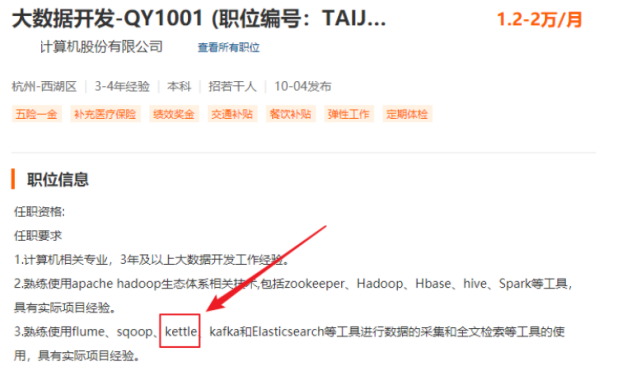 大数据开发-QY1001 (职位编号：TAIJ...
1.2-2万/月
计算机股份有限公司 查看所有职位
杭州-西湖区 | 3-4年经验 | 本科 | 招若干人 | 10-04发布
五险一金 补充医疗保险 绩效奖金 交通补贴 餐饮补贴 弹性工作 定期体检
职位信息
任职资格:
任职要求
1.计算机相关专业，3年及以上大数据开发工作经验。
2.熟练使用apache hadoop生态体系相关技术,包括zookeeper、Hadoop、Hbase、hive、Spark等工具，
具有实际项目经验。
3.熟练使用flume、sqoop、kettle、kafka和Elasticsearch等工具进行数据的采集和全文检索等工具的使
用，具有实际项目经验。